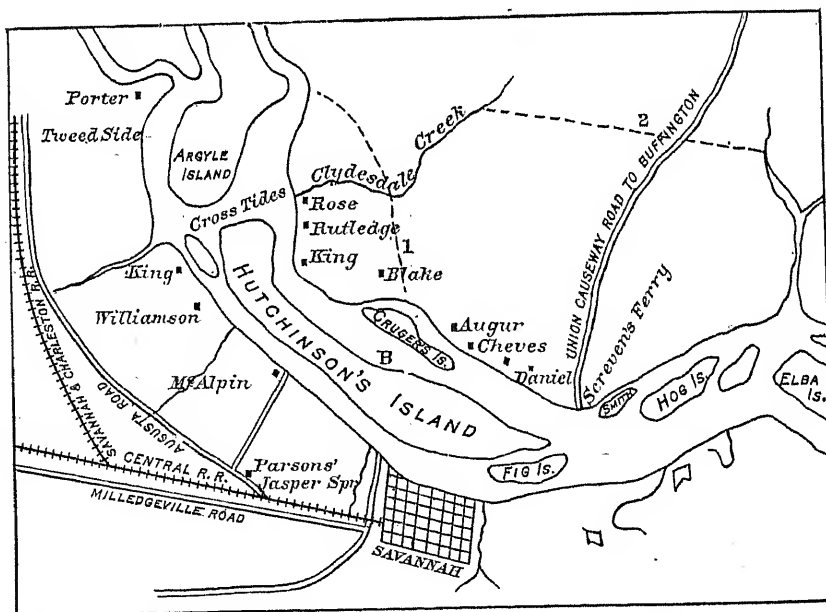 Porter
Tweed Side
ARGYLE
ISLAND
Cross Tides
Clydesdale Creek
2
Rose
Rutledge
1
King
Blake
UNION CAUSEWAY ROAD TO BUFFINGTON
Screven's Ferry
King
Williamson
HUTCHINSON'S ISLAND
CRUGER'S IS.
B
Augur
Cheves
Daniel
SMITH
HOG IS.
ELBA
IS.
McAlpin
SAVANNAH & CHARLESTON R.R.
AUGUSTA ROAD
CENTRAL R.R.
MILLEDGEVILLE ROAD
Parsons'
Jasper Spr.
FIG IS.
SAVANNAH